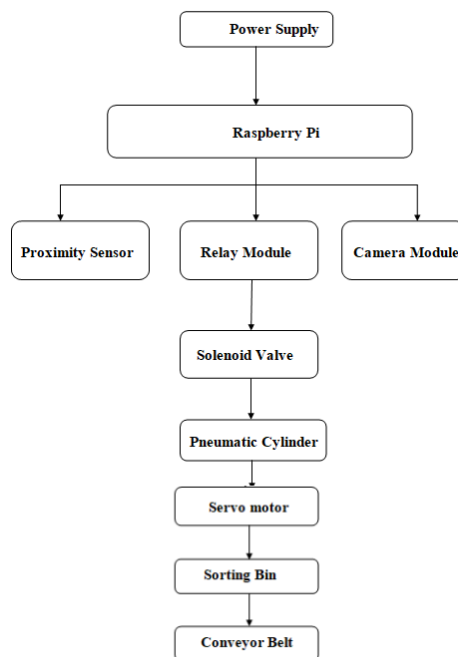 Power Supply
Raspberry Pi
Proximity Sensor
Relay Module
Camera Module
Solenoid Valve
Pneumatic Cylinder
Servo motor
Sorting Bin
Conveyor Belt